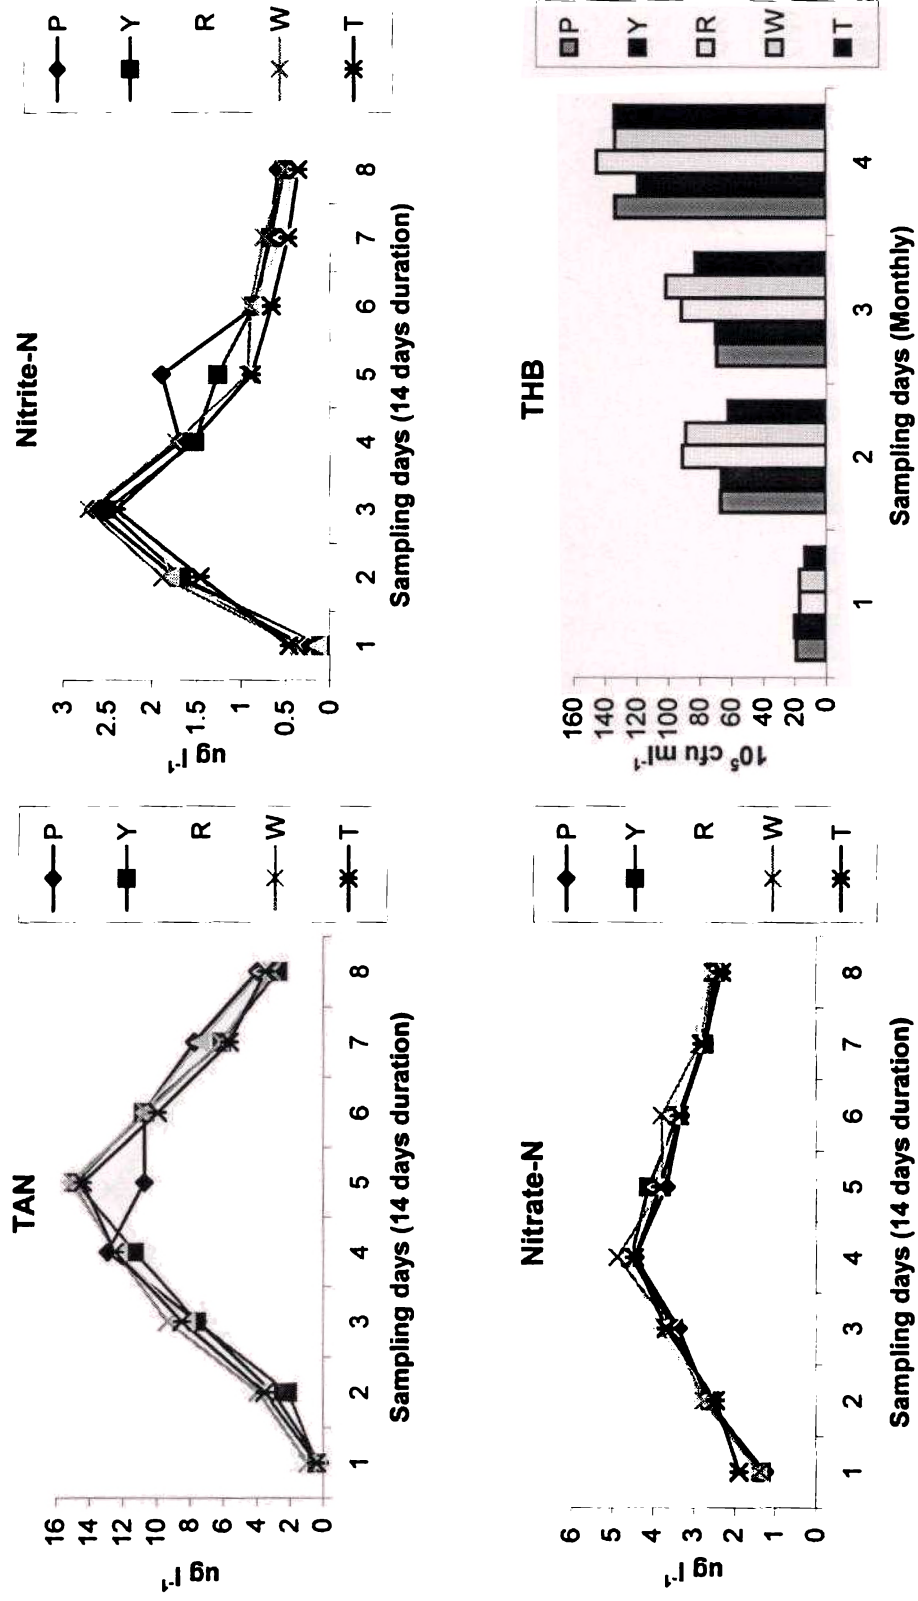 TAN
16
14
12
10
8
6
4
2
0
ug l⁻¹
1 2 3 4 5 6 7 8
Sampling days (14 days duration)
P
Y
R
W
T
Nitrite-N
3
2.5
2
1.5
1
0.5
0
ug l⁻¹
1 2 3 4 5 6 7 8
Sampling days (14 days duration)
P
Y
R
W
T
Nitrate-N
6
5
4
3
2
1
0
ug l⁻¹
1 2 3 4 5 6 7 8
Sampling days (14 days duration)
P
Y
R
W
T
THB
160
140
120
100
80
60
40
20
0
10⁵ cfu ml⁻¹
1 2 3 4
Sampling days (Monthly)
P
Y
R
W
T